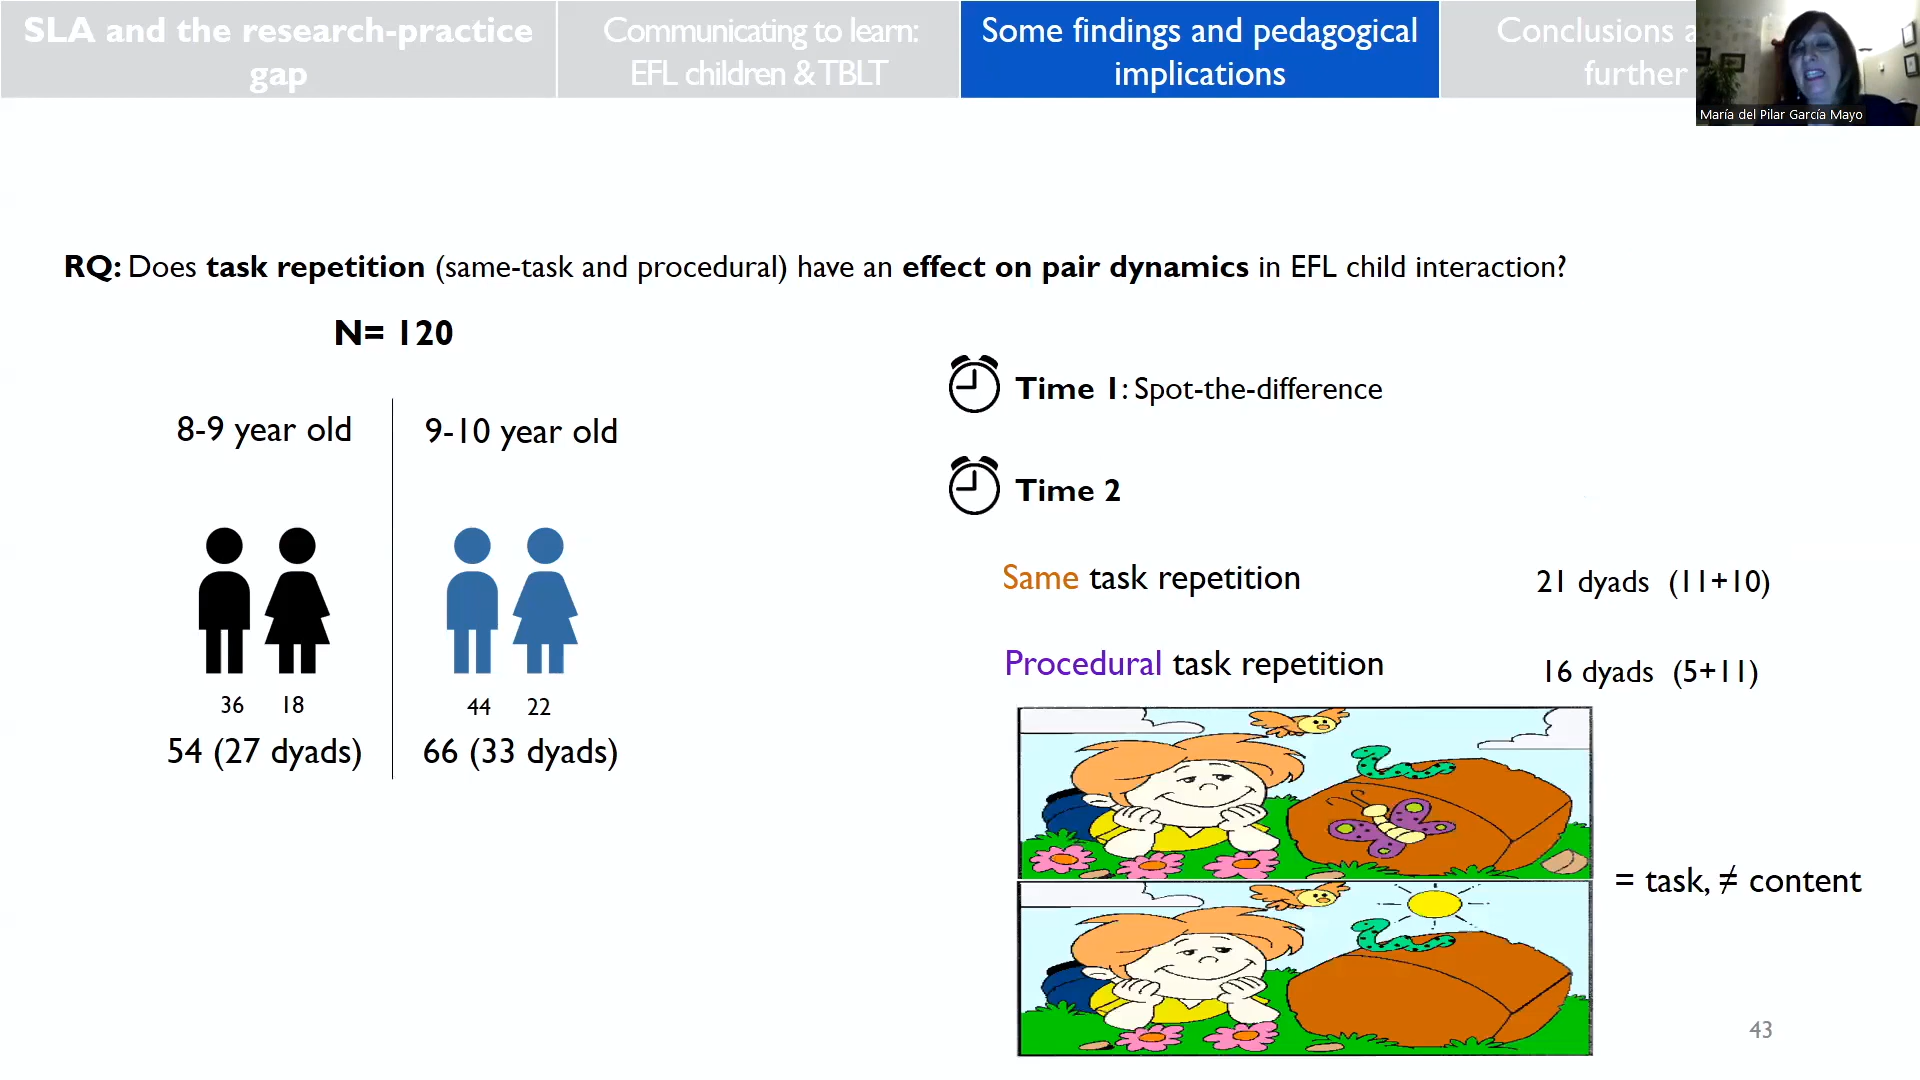 SLA and the research-practice
gap
Communicating to learn:
EFL children & TBLT
Some findings and pedagogical
implications
Conclusions
further
María del Pilar García Mayo
RQ: Does task repetition (same-task and procedural) have an effect on pair dynamics in EFL child interaction?
N= 120
8-9 year old
9-10 year old
36 18
44 22
54 (27 dyads)
66 (33 dyads)
Time 1: Spot-the-difference
Time 2
Same task repetition 21 dyads (11+10)
Procedural task repetition 16 dyads (5+11)
= task, ≠ content
43